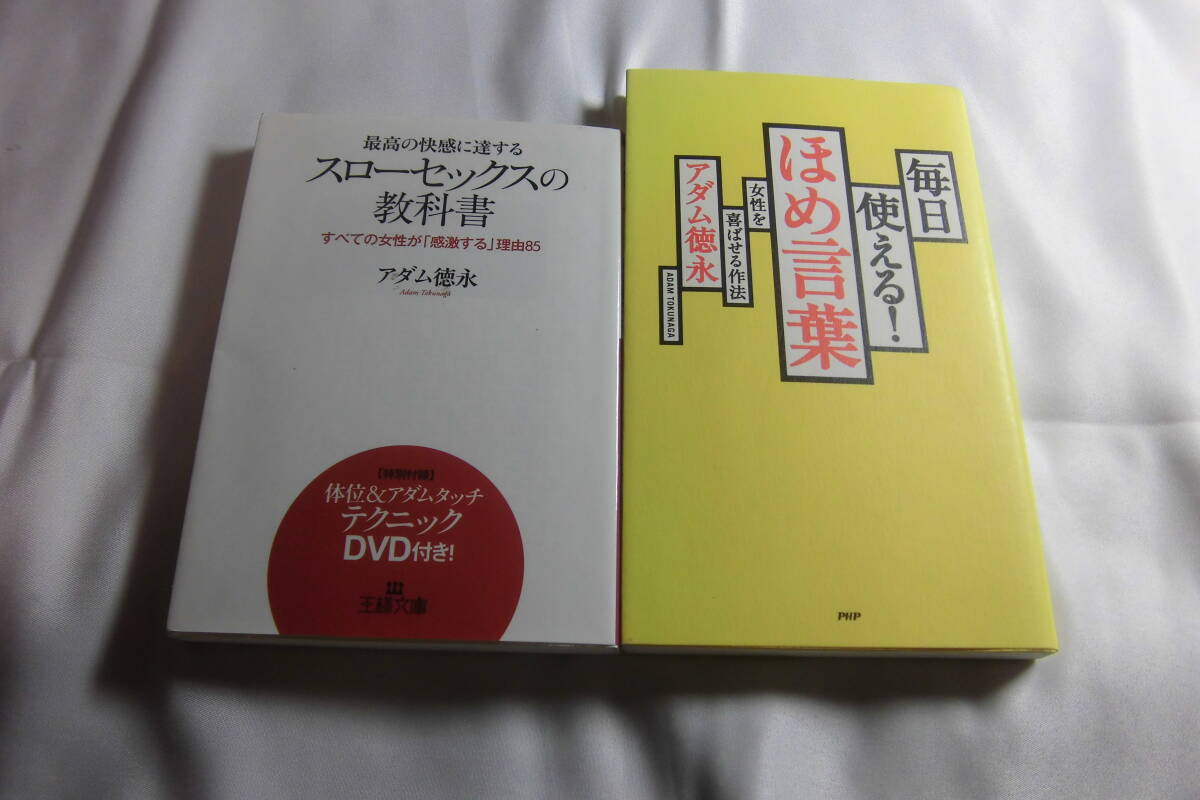 最高の快感に達する
スローセックスの
教科書
すべての女性が「感激する」理由85
アダム徳永
Adam Tokunaga
【特別付録】
体位&アダムタッチ
テクニック
DVD付き!
王様文庫
毎日
使える!
ほめ言葉
女性を
喜ばせる作法
アダム徳永
ADAM TOKUNAGA
PHP